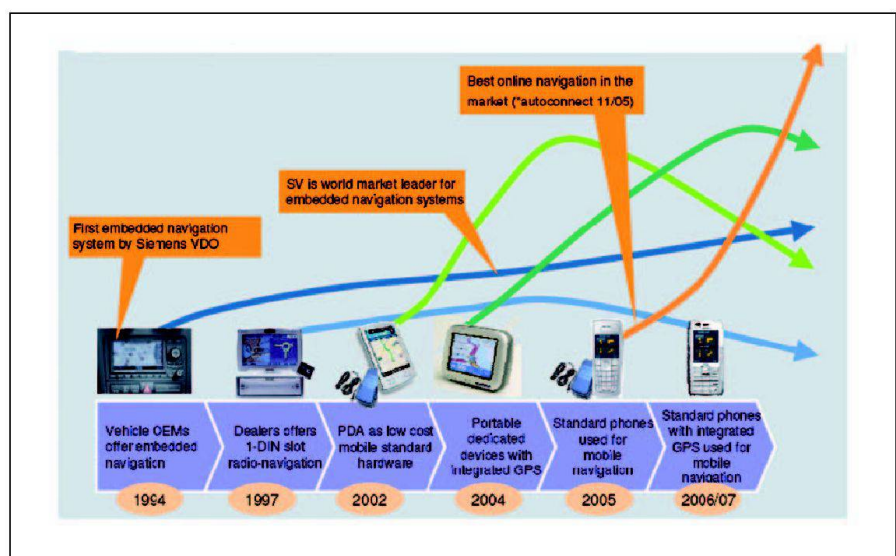 Best online navigation in the
market (*autoconnect 11/05)
SV is world market leader for
embedded navigation systems
First embedded navigation
system by Siemens VDO
Vehicle OEMs
offer embedded
navigation
Dealers offers
1-DIN slot
radio-navigation
PDA as low cost
mobile standard
hardware
Portable
dedicated
devices with
integrated GPS
Standard phones
used for
mobile
navigation
Standard phones
with integrated
GPS used for
mobile
navigation
1994
1997
2002
2004
2005
2006/07